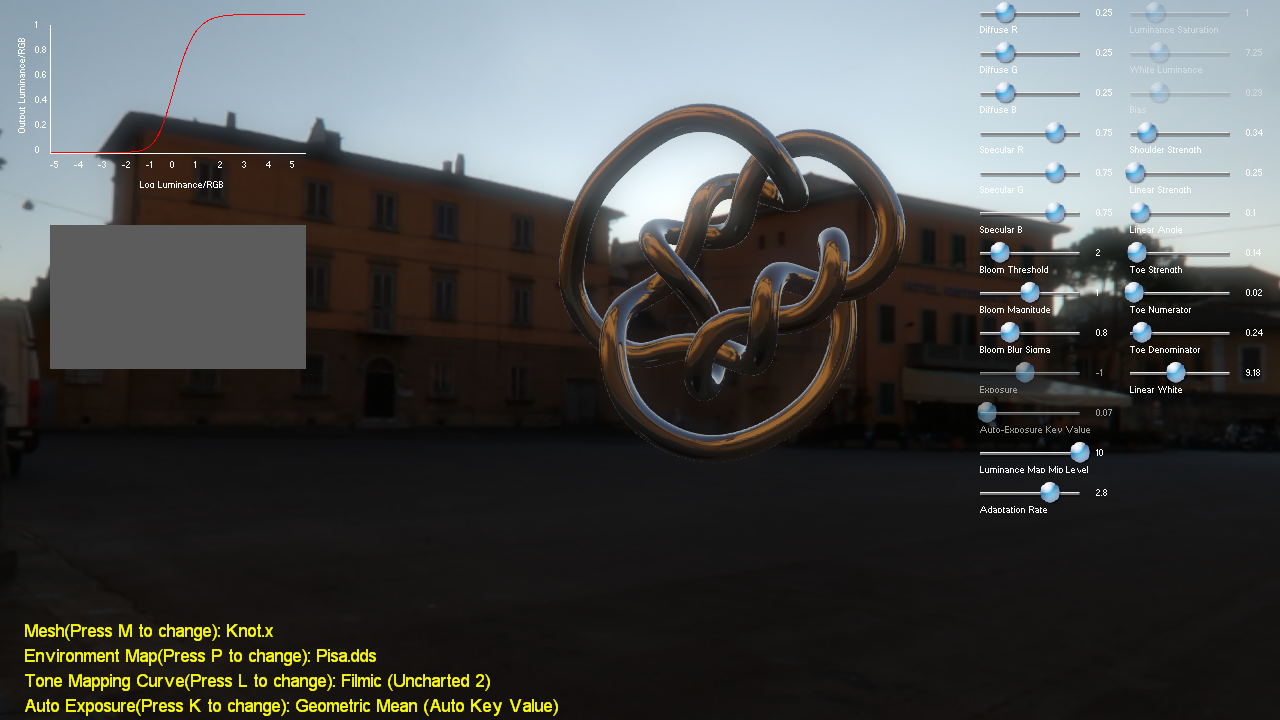 1
0.8
0.6
0.4
0.2
0
Output Luminance/RGB
-5 -4 -3 -2 -1 0 1 2 3 4 5
Log Luminance/RGB
0.25
Diffuse R
0.25
Diffuse G
0.25
Diffuse B
0.75
Specular R
0.75
Specular G
0.75
Specular B
2
Bloom Threshold
1
Bloom Magnitude
0.8
Bloom Blur Sigma
-1
Exposure
0.07
Auto-Exposure Key Value
10
Luminance Map Mip Level
2.8
Adaptation Rate
1
Luminance Saturation
7.25
White Luminance
0.29
Bias
0.34
Shoulder Strength
0.25
Linear Strength
0.1
Linear Angle
0.14
Toe Strength
0.02
Toe Numerator
0.24
Toe Denominator
9.18
Linear White
Mesh(Press M to change): Knot.x
Environment Map(Press P to change): Pisa.dds
Tone Mapping Curve(Press L to change): Filmic (Uncharted 2)
Auto Exposure(Press K to change): Geometric Mean (Auto Key Value)